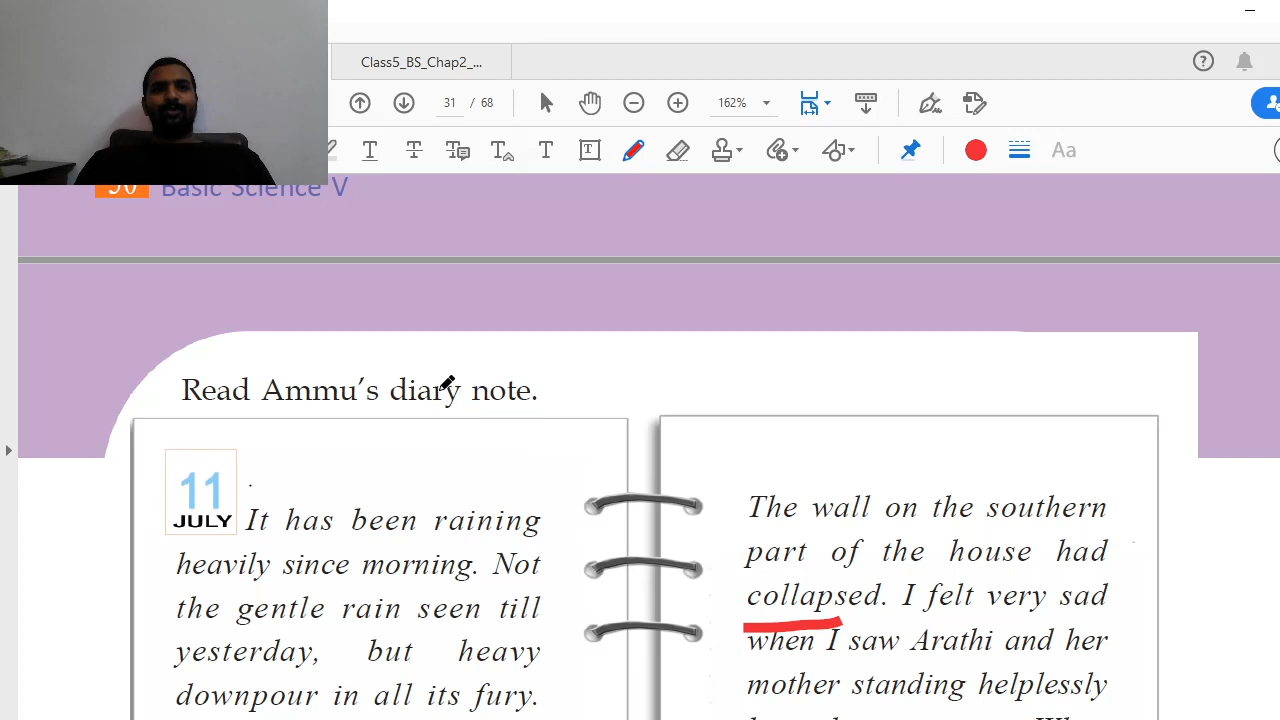 Class5_BS_Chap2_...
31 / 68
162%
Aa
30 Basic Science V
Read Ammu's diary note.
11
JULY
It has been raining
heavily since morning. Not
the gentle rain seen till
yesterday, but heavy
downpour in all its fury.
The wall on the southern
part of the house had
collapsed. I felt very sad
when I saw Arathi and her
mother standing helplessly